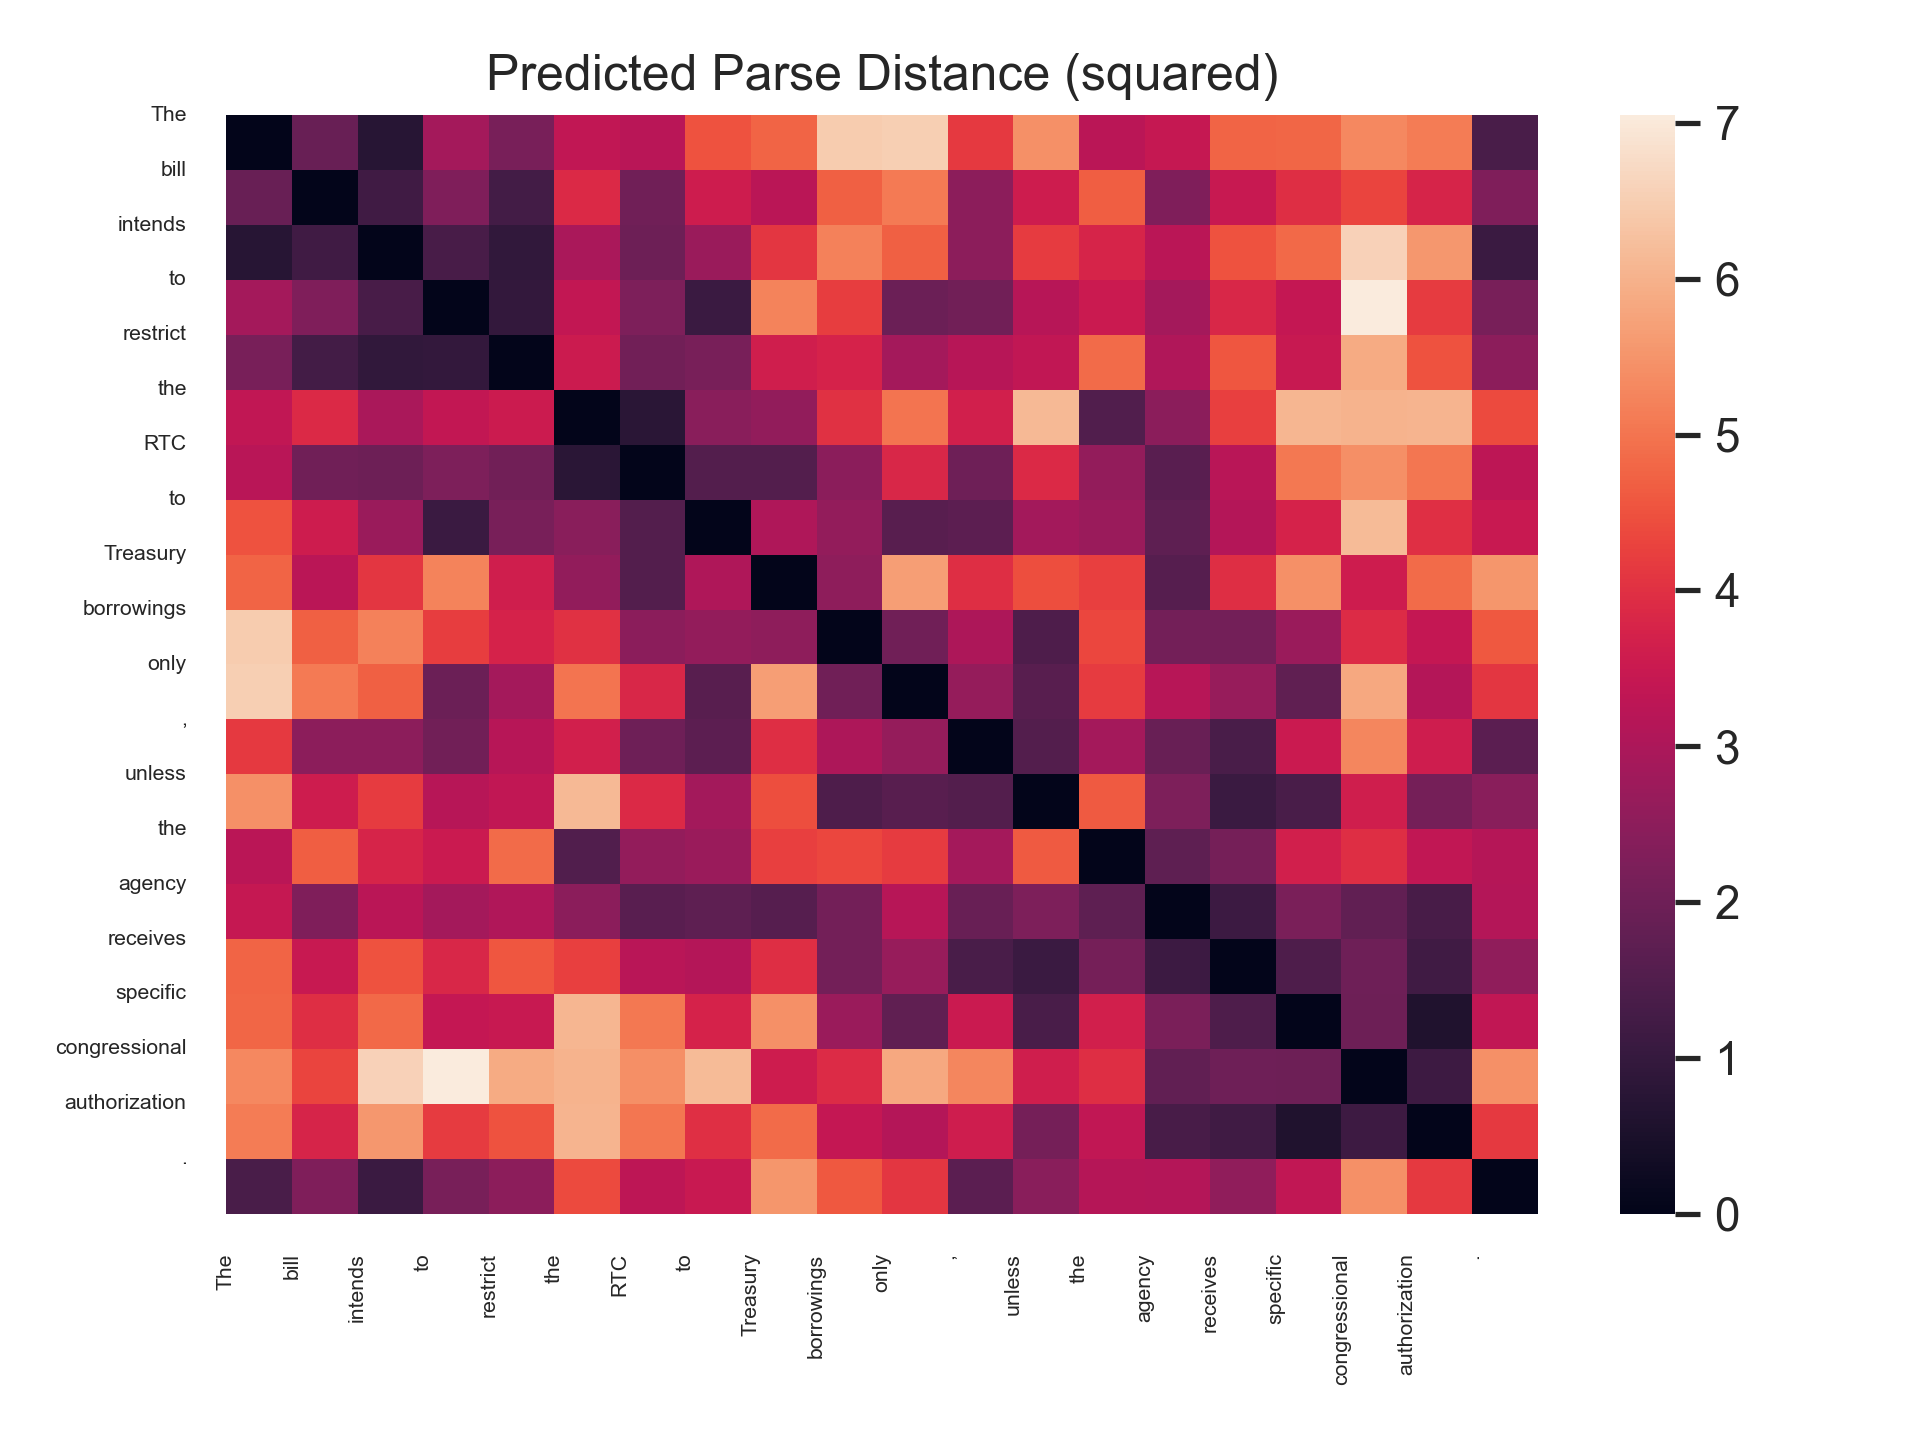 Predicted Parse Distance (squared)
The
bill
intends
to
restrict
the
RTC
to
Treasury
borrowings
only
,
unless
the
agency
receives
specific
congressional
authorization
.
The
bill
intends
to
restrict
the
RTC
to
Treasury
borrowings
only
,
unless
the
agency
receives
specific
congressional
authorization
.
7
6
5
4
3
2
1
0